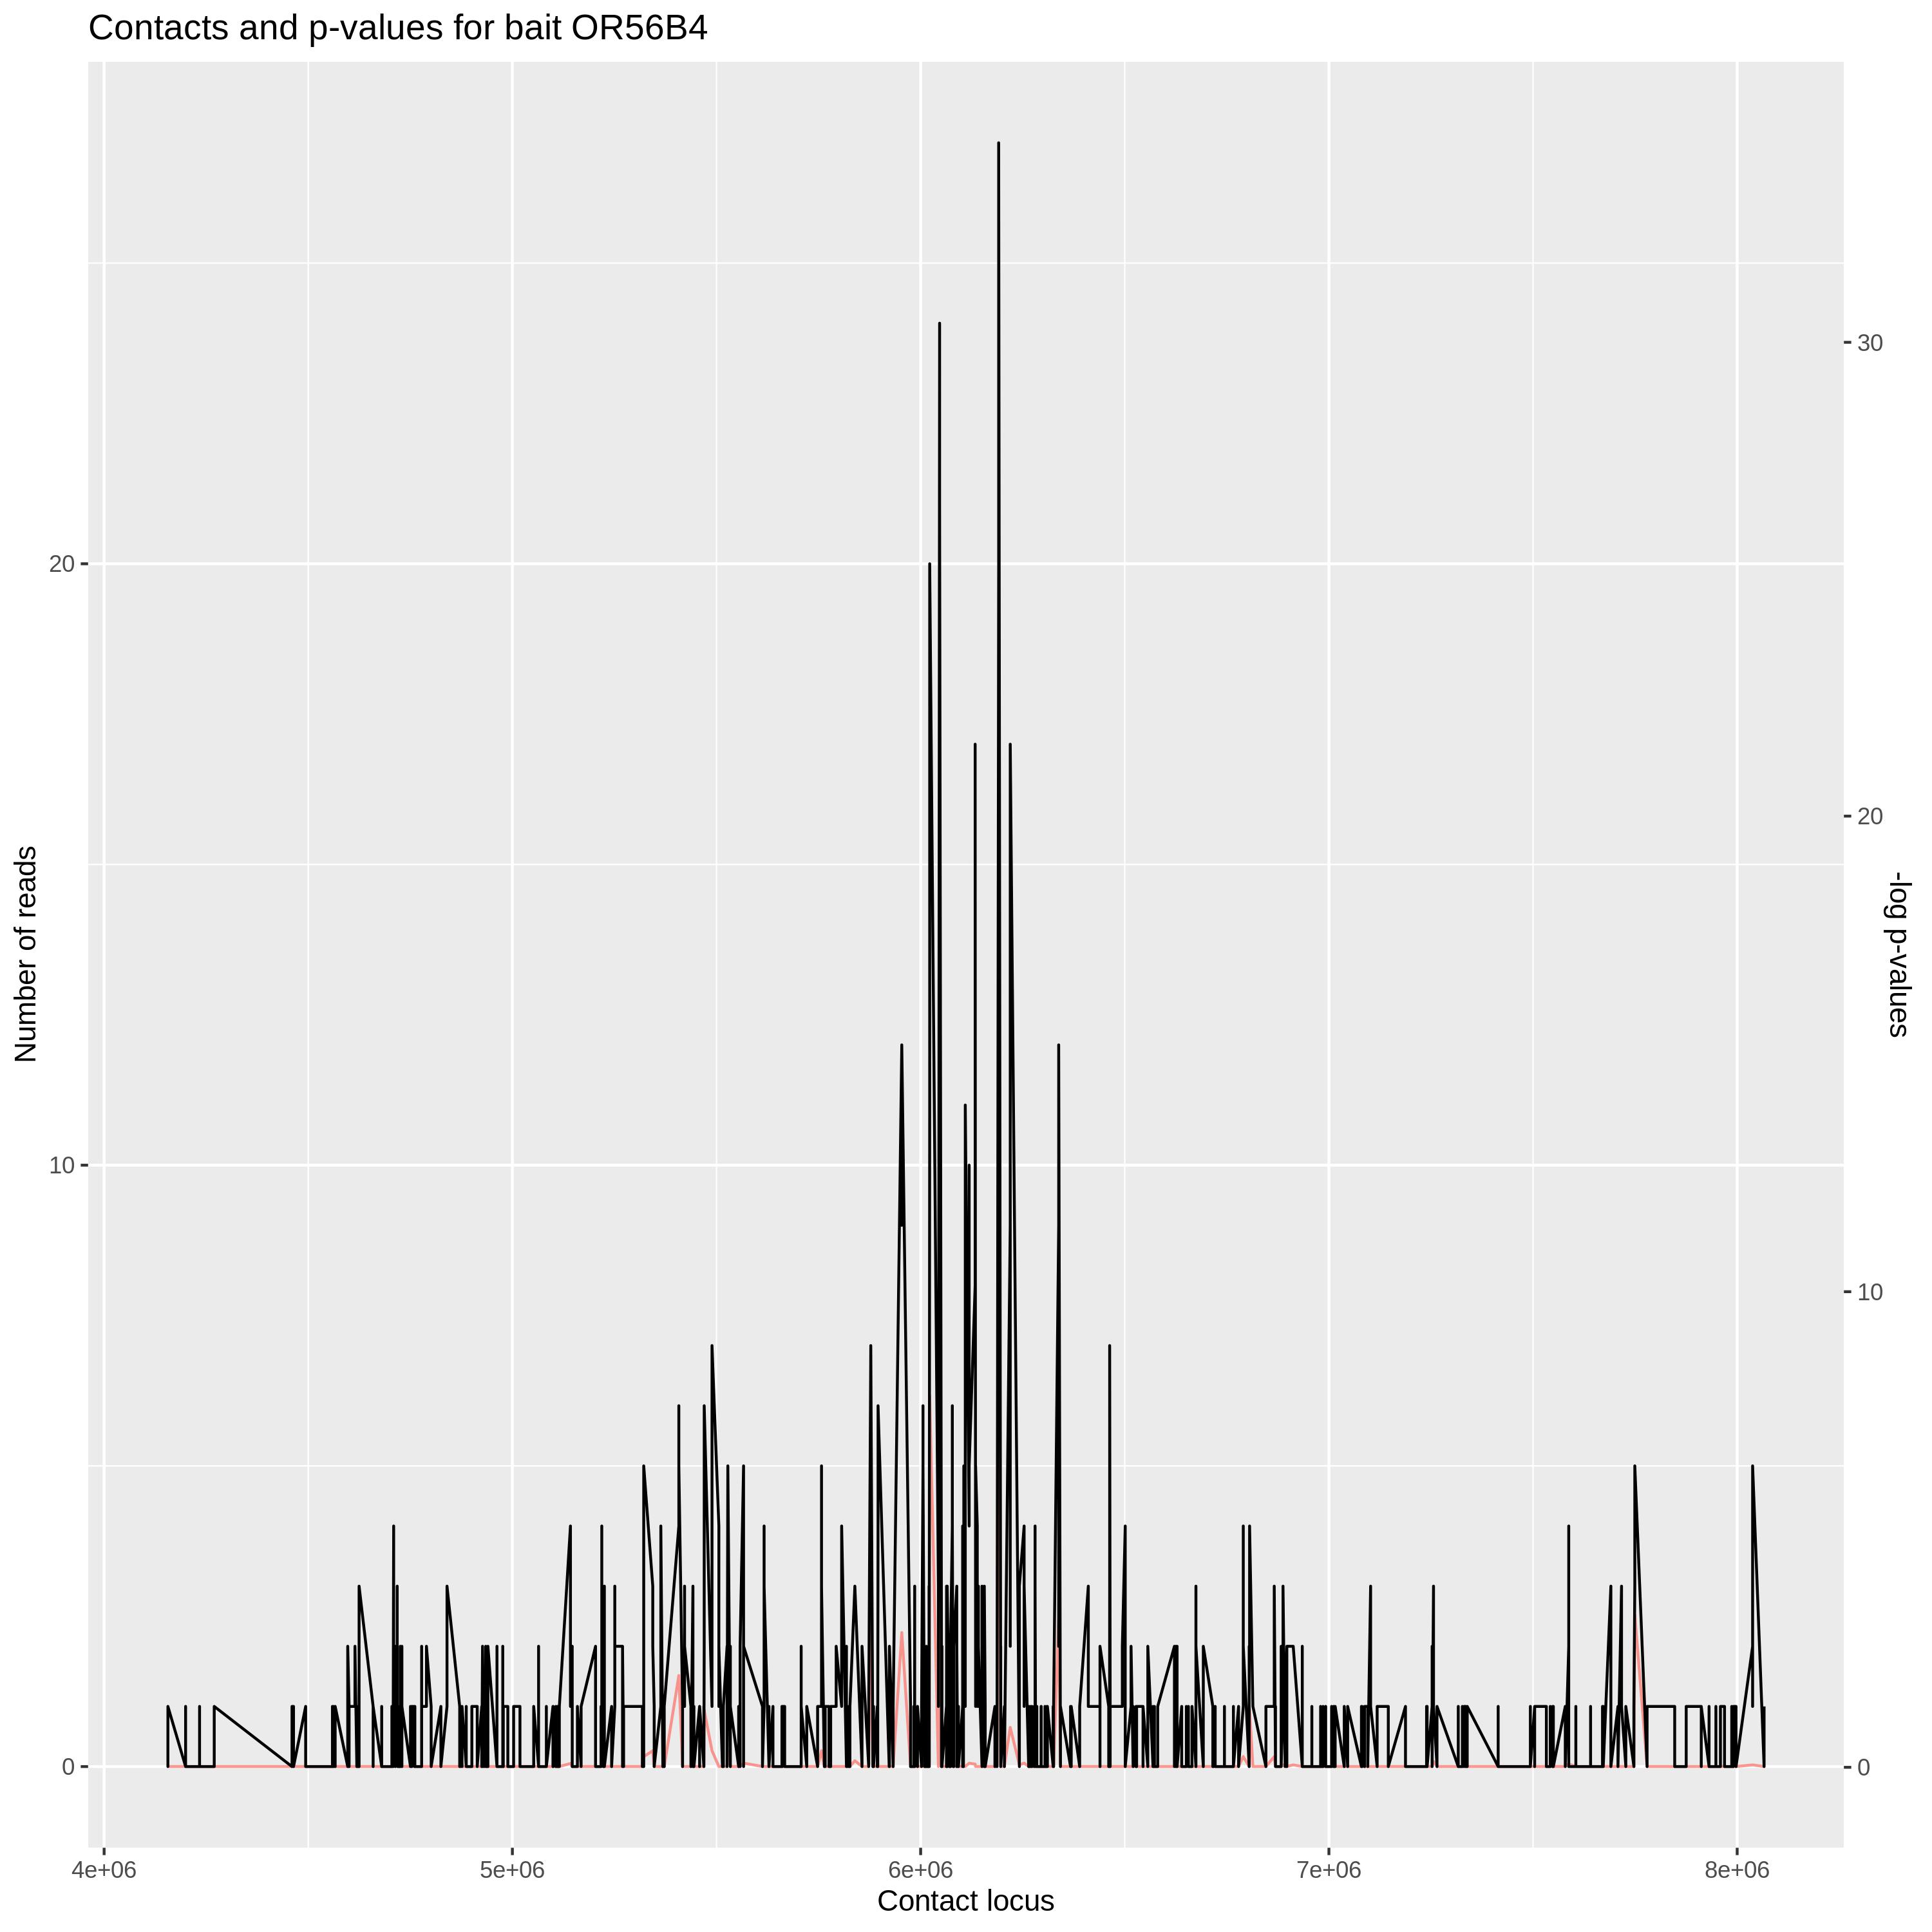 Contacts and p-values for bait OR56B4
Number of reads
20
10
0
30
20
10
0
-log p-values
4e+06 5e+06 6e+06 7e+06 8e+06
Contact locus